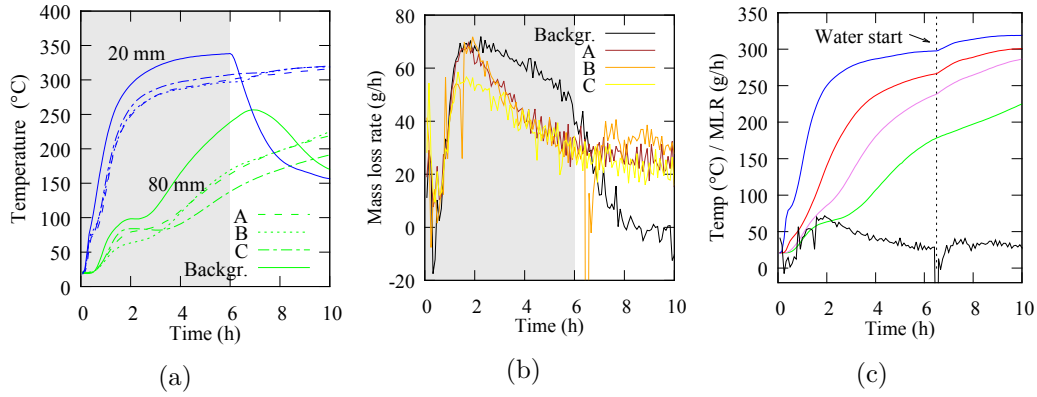 Temperature (°C)
400
350
300
250
200
150
100
50
0
20 mm
80 mm
A
B
C
Backgr.
0 2 4 6 8 10
Time (h)
(a)
Mass loss rate (g/h)
80
60
40
20
0
-20
Backgr.
A
B
C
0 2 4 6 8 10
Time (h)
(b)
Temp (°C) / MLR (g/h)
350
300
250
200
150
100
50
0
Water start
0 2 4 6 8 10
Time (h)
(c)